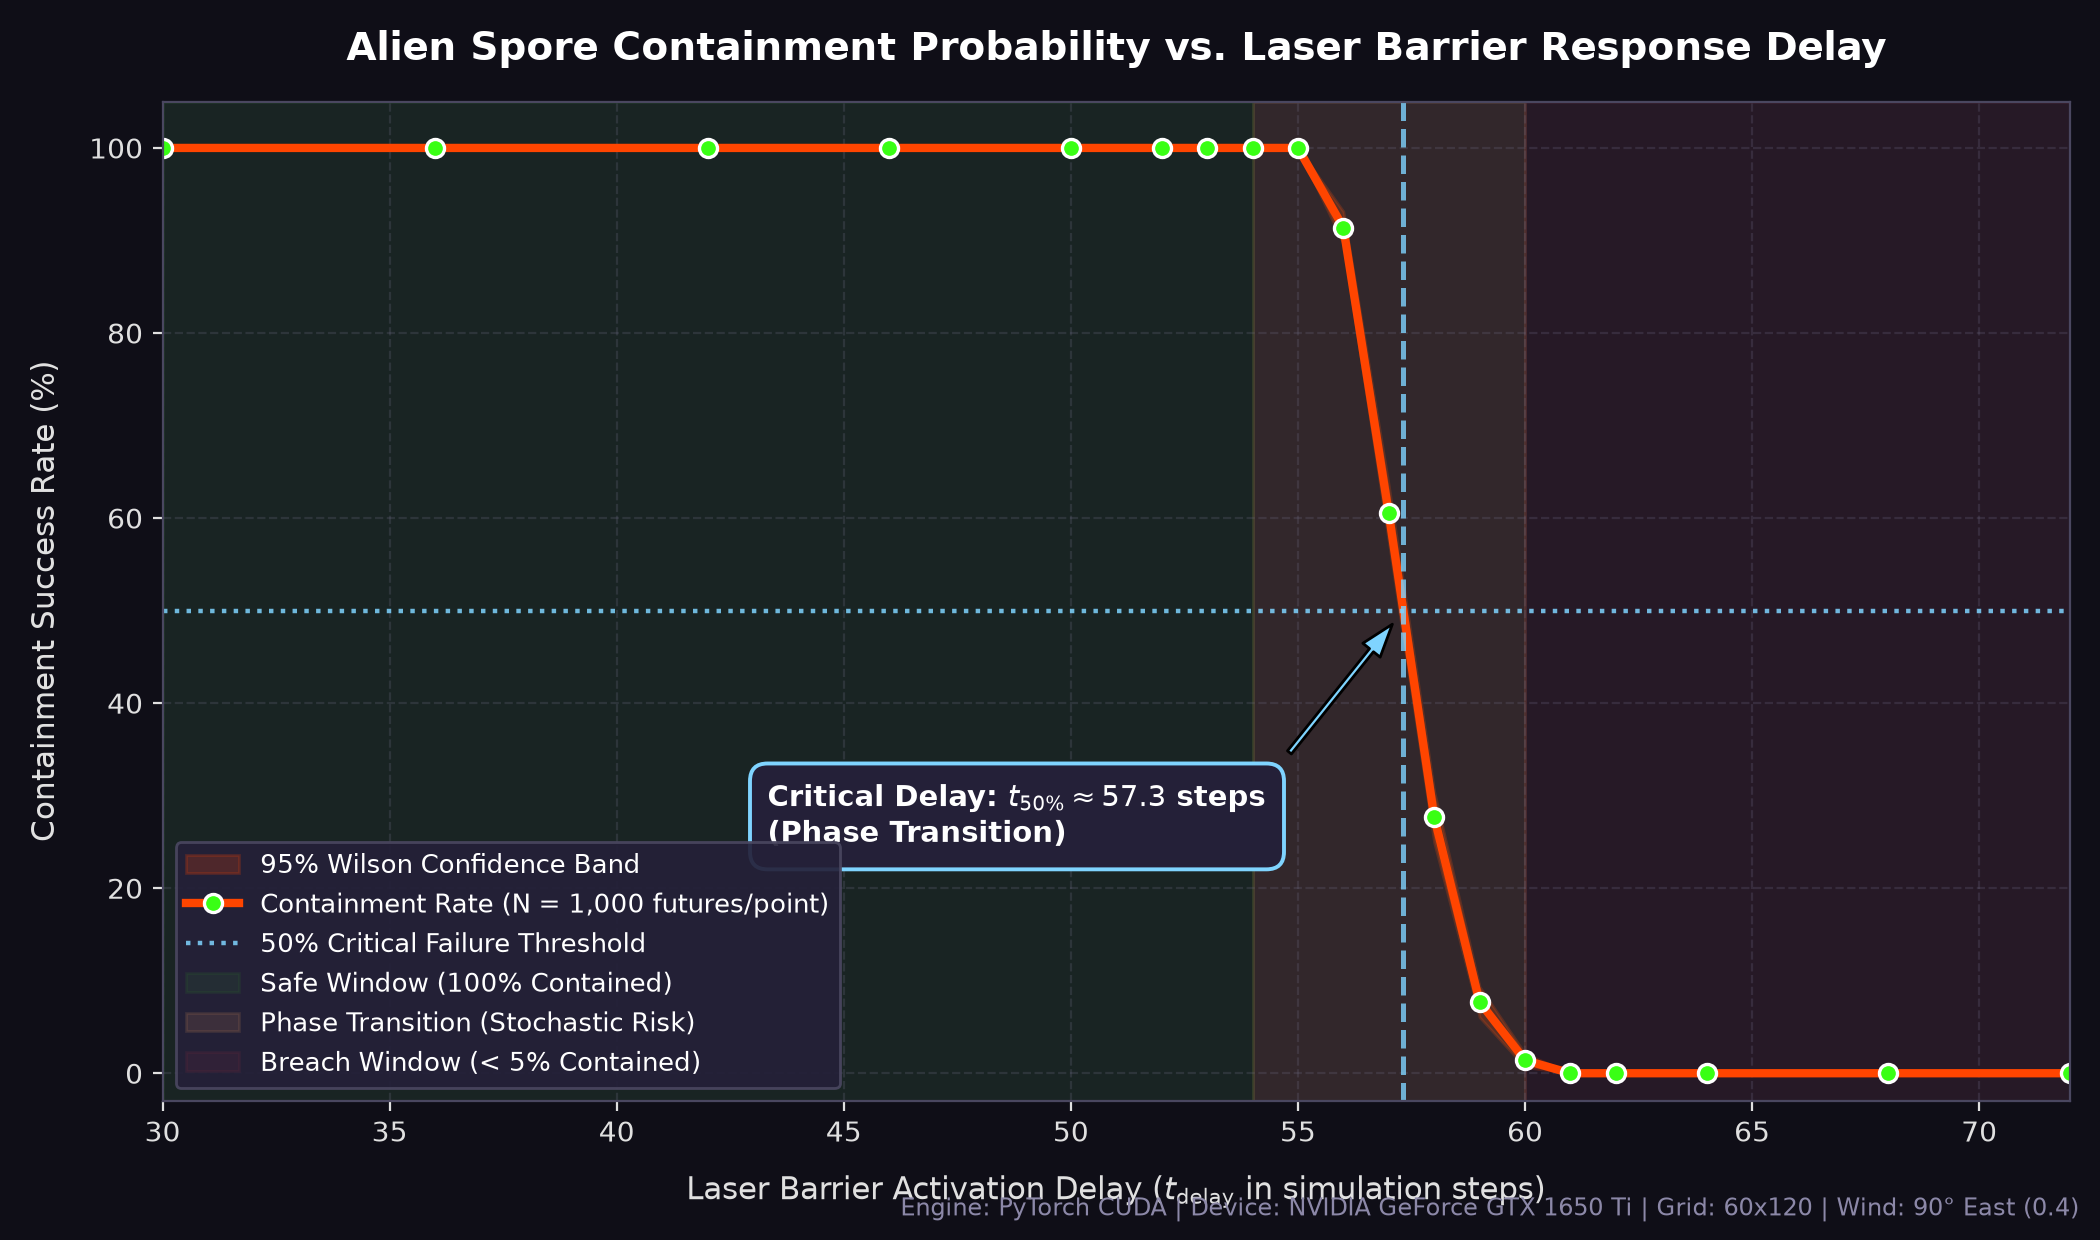 Alien Spore Containment Probability vs. Laser Barrier Response Delay
Containment Success Rate (%)
100
80
60
40
20
0
Critical Delay: t50% ≈ 57.3 steps
(Phase Transition)
95% Wilson Confidence Band
Containment Rate (N = 1,000 futures/point)
50% Critical Failure Threshold
Safe Window (100% Contained)
Phase Transition (Stochastic Risk)
Breach Window (< 5% Contained)
30 35 40 45 50 55 60 65 70
Laser Barrier Activation Delay (tdelay in simulation steps)
Engine: PyTorch CUDA | Device: NVIDIA GeForce GTX 1650 Ti | Grid: 60x120 | Wind: 90° East (0.4)